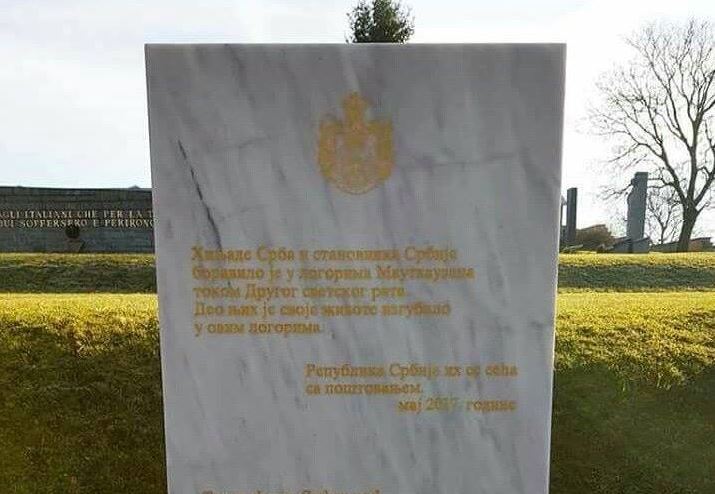 AGLI ITALIANI CHE PER LA
QUI SOFFERSERO E PERIRONO
Хиљаде Срба и становника Србије
боравило је у логорима Маутхаузена
током Другог светског рата.
Део њих је своје животе изгубило
у овим логорима.
Република Србија их се сећа
са поштовањем.
мај 2017. године